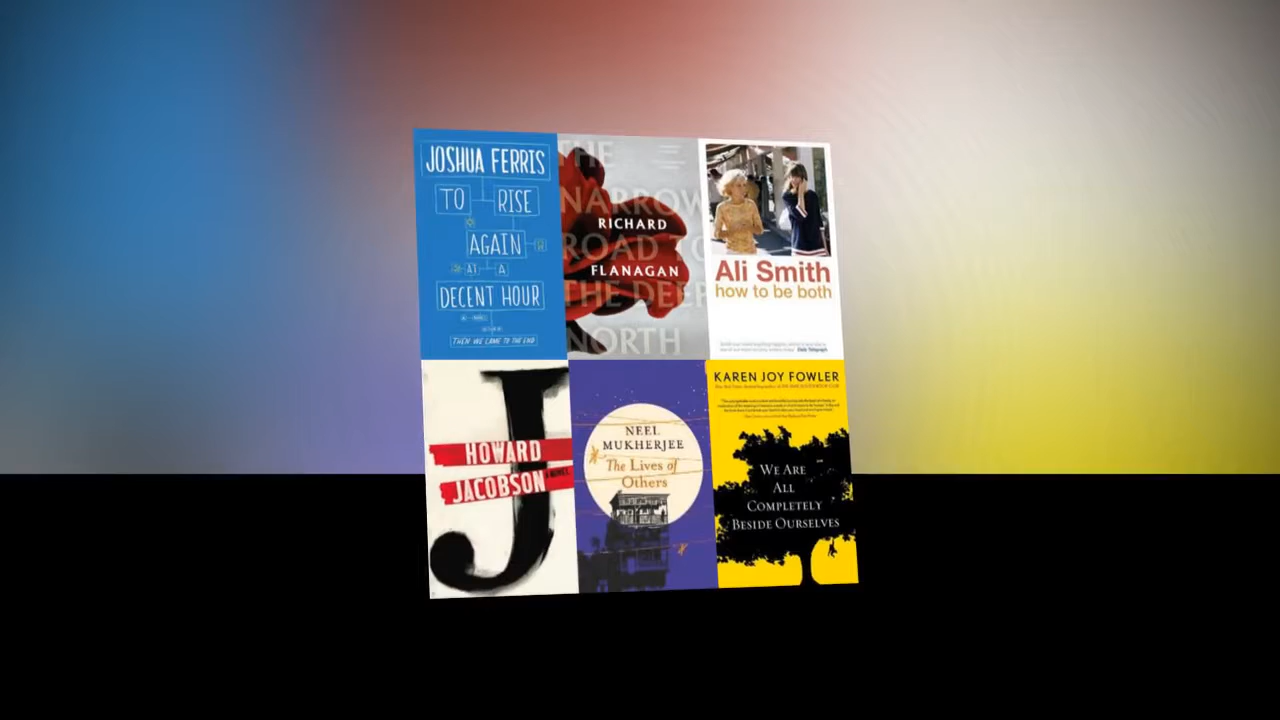 JOSHUA FERRIS
TO RISE
AGAIN
AT A
DECENT HOUR
THEN WE CAME TO THE END
THE
NARROW
ROAD TO
THE DEEP
NORTH
RICHARD
FLANAGAN
Ali Smith
how to be both
Daily Telegraph
HOWARD
JACOBSON
A NOVEL
NEEL
MUKHERJEE
The Lives of
Others
KAREN JOY FOWLER
WE ARE
ALL
COMPLETELY
BESIDE OURSELVES